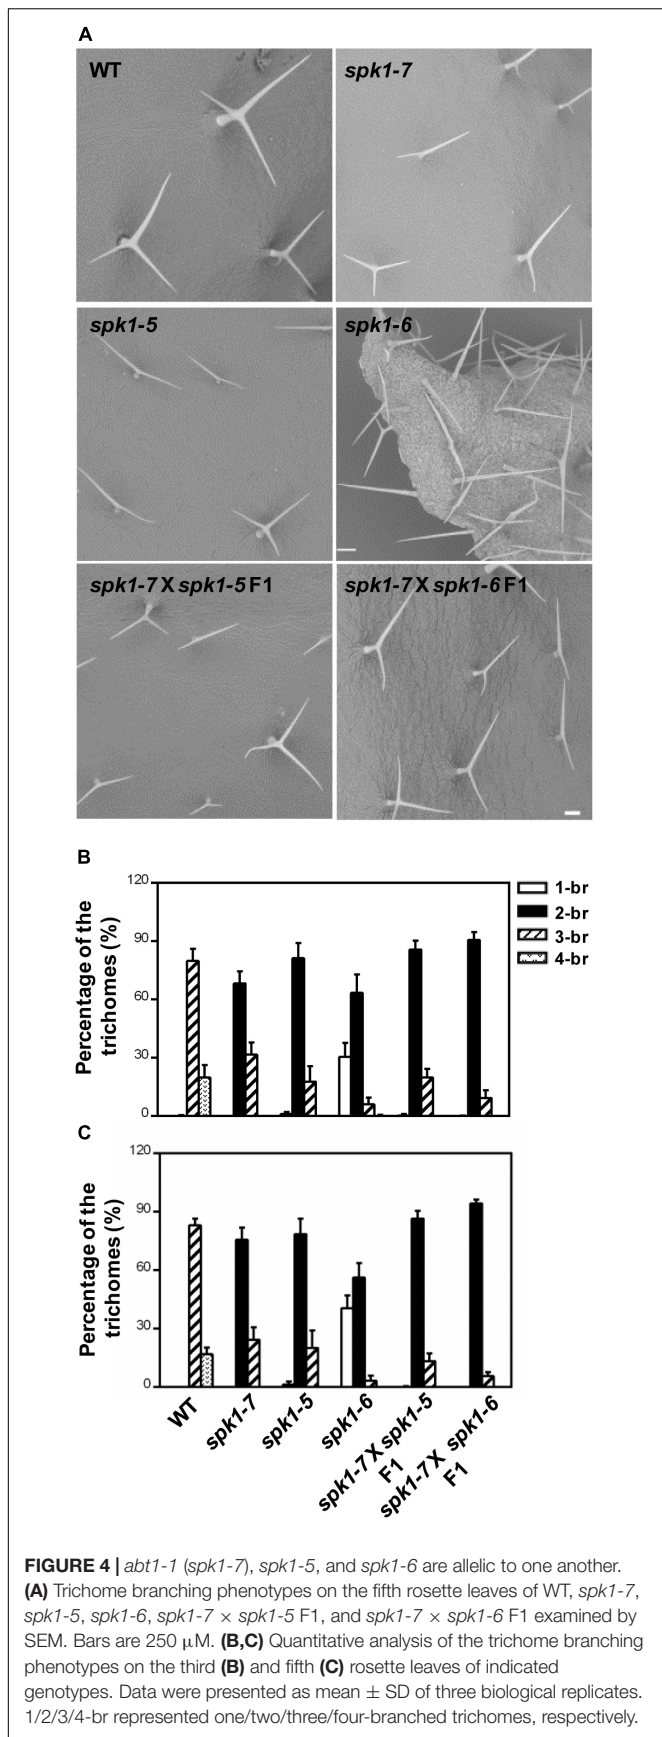 A
WT
spk1-7
spk1-5
spk1-6
spk1-7 X spk1-5 F1
spk1-7 X spk1-6 F1
B
Percentage of the
trichomes (%)
120
90
60
30
0
1-br
2-br
3-br
4-br
C
Percentage of the
trichomes (%)
120
90
60
30
0
WT
spk1-7
spk1-5
spk1-6
spk1-7 X spk1-5
F1
spk1-7 X spk1-6
F1
FIGURE 4 | abt1-1 (spk1-7), spk1-5, and spk1-6 are allelic to one another.
(A) Trichome branching phenotypes on the fifth rosette leaves of WT, spk1-7,
spk1-5, spk1-6, spk1-7 × spk1-5 F1, and spk1-7 × spk1-6 F1 examined by
SEM. Bars are 250 μM. (B,C) Quantitative analysis of the trichome branching
phenotypes on the third (B) and fifth (C) rosette leaves of indicated
genotypes. Data were presented as mean ± SD of three biological replicates.
1/2/3/4-br represented one/two/three/four-branched trichomes, respectively.